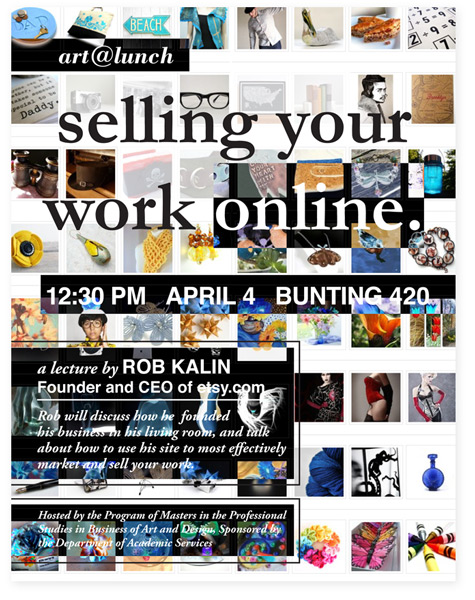 BEACH
art@lunch
selling your
work online.
12:30 PM APRIL 4 BUNTING 420
a lecture by ROB KALIN
Founder and CEO of etsy.com
Rob will discuss how he founded
his business in his living room, and talk
about how to use his site to most effectively
market and sell your work.
Hosted by the Program of Masters in the Professional
Studies in Business of Art and Design, Sponsored by
the Department of Academic Services